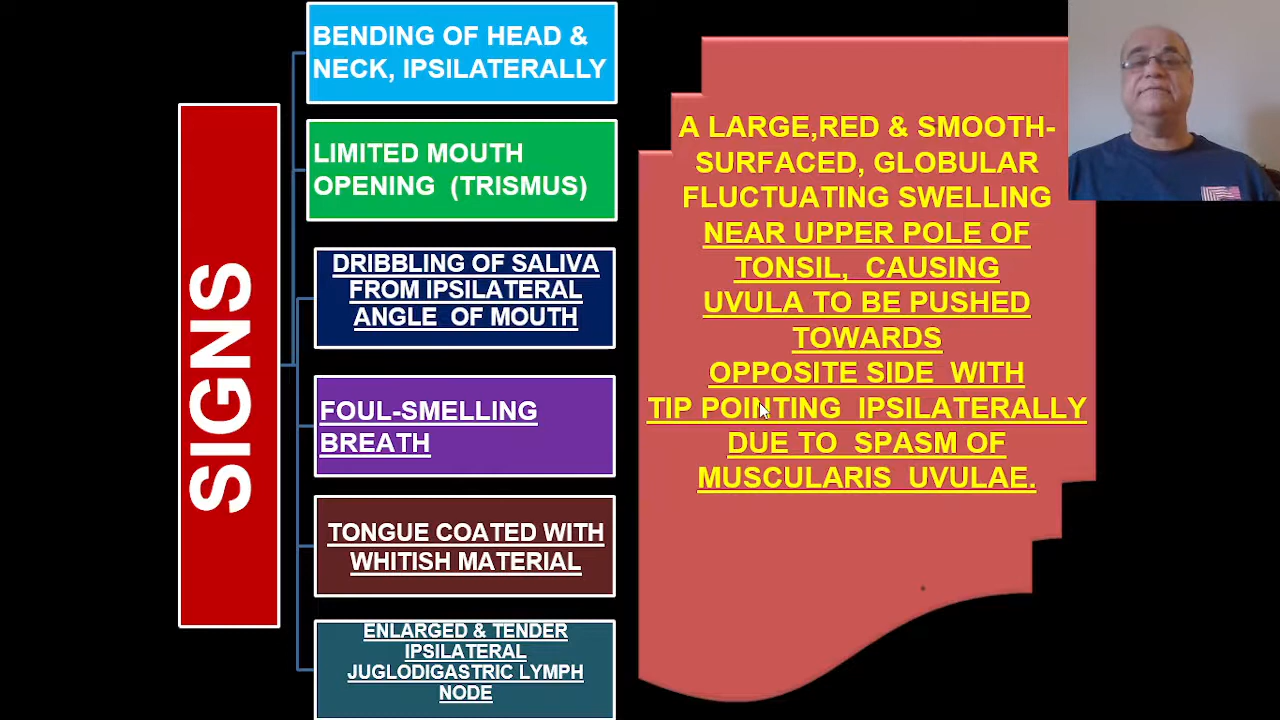 SIGNS
BENDING OF HEAD &
NECK, IPSILATERALLY
LIMITED MOUTH
OPENING (TRISMUS)
DRIBBLING OF SALIVA
FROM IPSILATERAL
ANGLE OF MOUTH
FOUL-SMELLING
BREATH
TONGUE COATED WITH
WHITISH MATERIAL
ENLARGED & TENDER
IPSILATERAL
JUGLODIGASTRIC LYMPH
NODE
A LARGE,RED & SMOOTH-
SURFACED, GLOBULAR
FLUCTUATING SWELLING
NEAR UPPER POLE OF
TONSIL, CAUSING
UVULA TO BE PUSHED
TOWARDS
OPPOSITE SIDE WITH
TIP POINTING IPSILATERALLY
DUE TO SPASM OF
MUSCULARIS UVULAE.